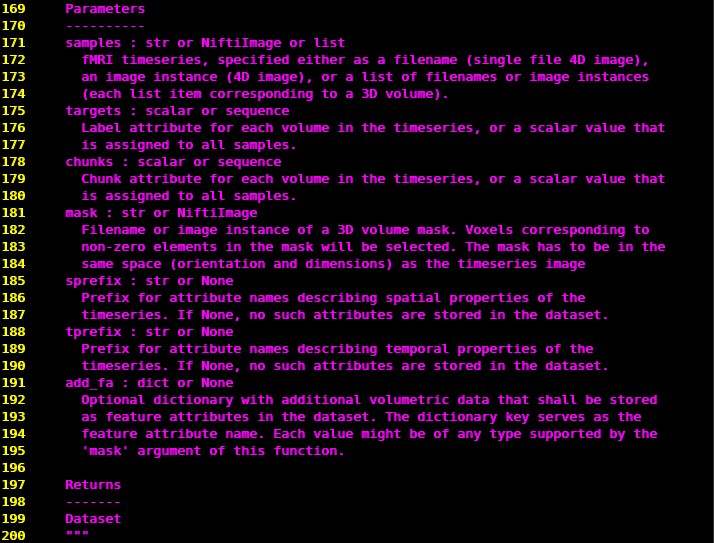 169     Parameters
170     ----------
171     samples : str or NiftiImage or list
172       fMRI timeseries, specified either as a filename (single file 4D image),
173       an image instance (4D image), or a list of filenames or image instances
174       (each list item corresponding to a 3D volume).
175     targets : scalar or sequence
176       Label attribute for each volume in the timeseries, or a scalar value that
177       is assigned to all samples.
178     chunks : scalar or sequence
179       Chunk attribute for each volume in the timeseries, or a scalar value that
180       is assigned to all samples.
181     mask : str or NiftiImage
182       Filename or image instance of a 3D volume mask. Voxels corresponding to
183       non-zero elements in the mask will be selected. The mask has to be in the
184       same space (orientation and dimensions) as the timeseries image
185     sprefix : str or None
186       Prefix for attribute names describing spatial properties of the
187       timeseries. If None, no such attributes are stored in the dataset.
188     tprefix : str or None
189       Prefix for attribute names describing temporal properties of the
190       timeseries. If None, no such attributes are stored in the dataset.
191     add_fa : dict or None
192       Optional dictionary with additional volumetric data that shall be stored
193       as feature attributes in the dataset. The dictionary key serves as the
194       feature attribute name. Each value might be of any type supported by the
195       'mask' argument of this function.
196
197     Returns
198     -------
199     Dataset
200     """